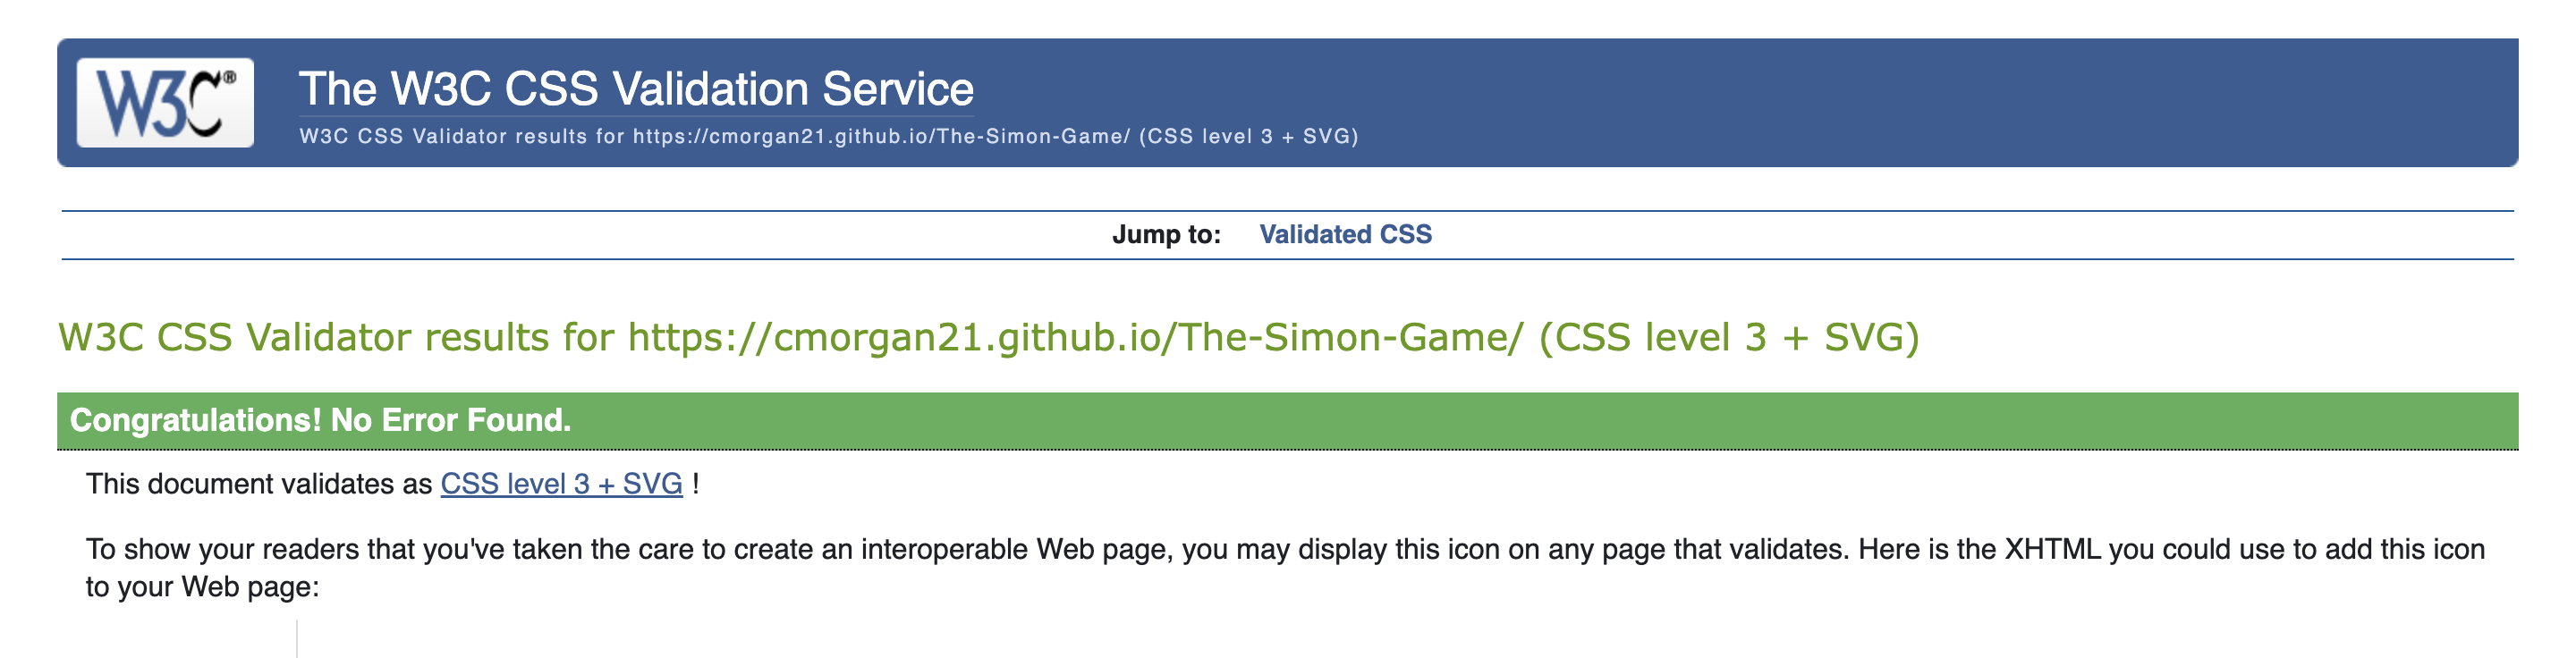 W3C®
The W3C CSS Validation Service
W3C CSS Validator results for https://cmorgan21.github.io/The-Simon-Game/ (CSS level 3 + SVG)
Jump to: Validated CSS
W3C CSS Validator results for https://cmorgan21.github.io/The-Simon-Game/ (CSS level 3 + SVG)
Congratulations! No Error Found.
This document validates as CSS level 3 + SVG !
To show your readers that you've taken the care to create an interoperable Web page, you may display this icon on any page that validates. Here is the XHTML you could use to add this icon
to your Web page: